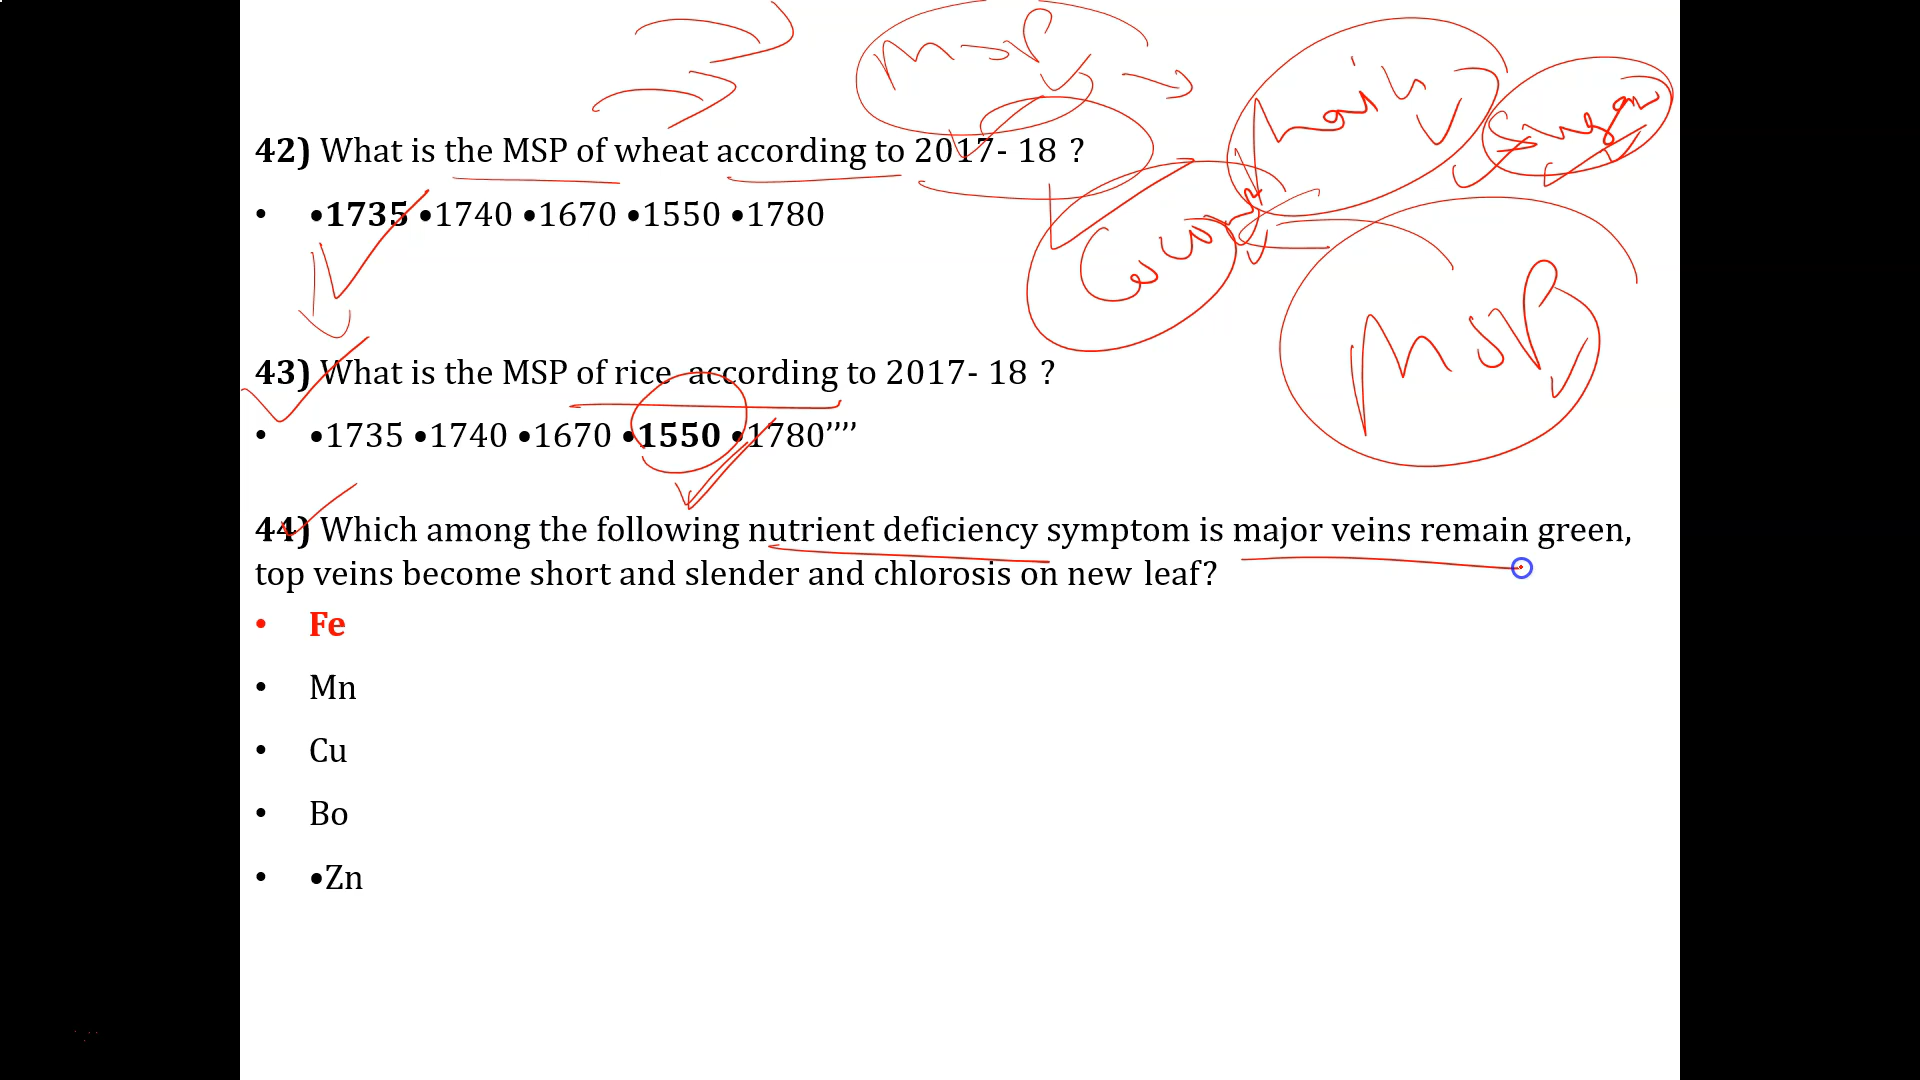 MSP
42) What is the MSP of wheat according to 2017- 18 ?
• •1735 •1740 •1670 •1550 •1780
MSP
43) What is the MSP of rice according to 2017- 18 ?
• •1735 •1740 •1670 •1550 •1780’’’’
44) Which among the following nutrient deficiency symptom is major veins remain green,
top veins become short and slender and chlorosis on new leaf?
• Fe
• Mn
• Cu
• Bo
• •Zn